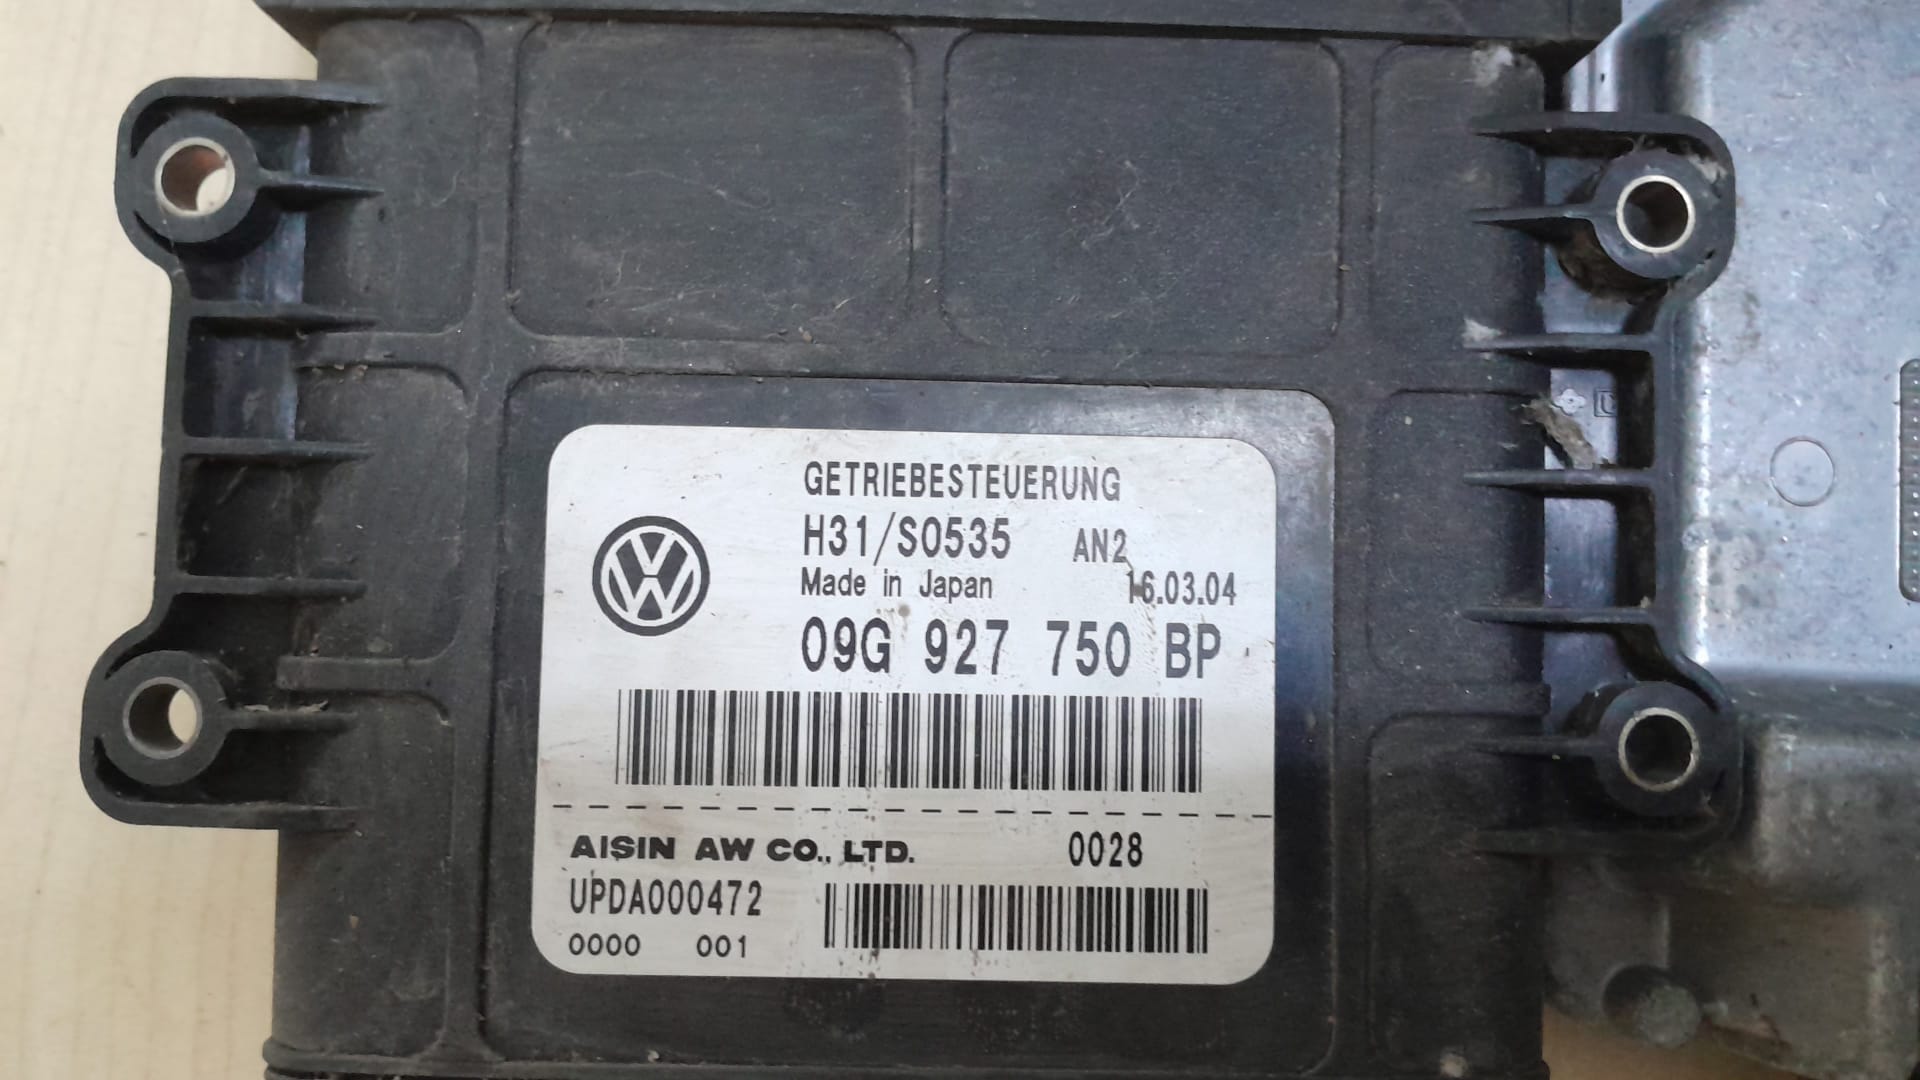 GETRIEBESTEUERUNG
H31/S0535 AN2
Made in Japan 16.03.04
09G 927 750 BP
AISIN AW CO., LTD. 0028
UPDA000472
0000 001